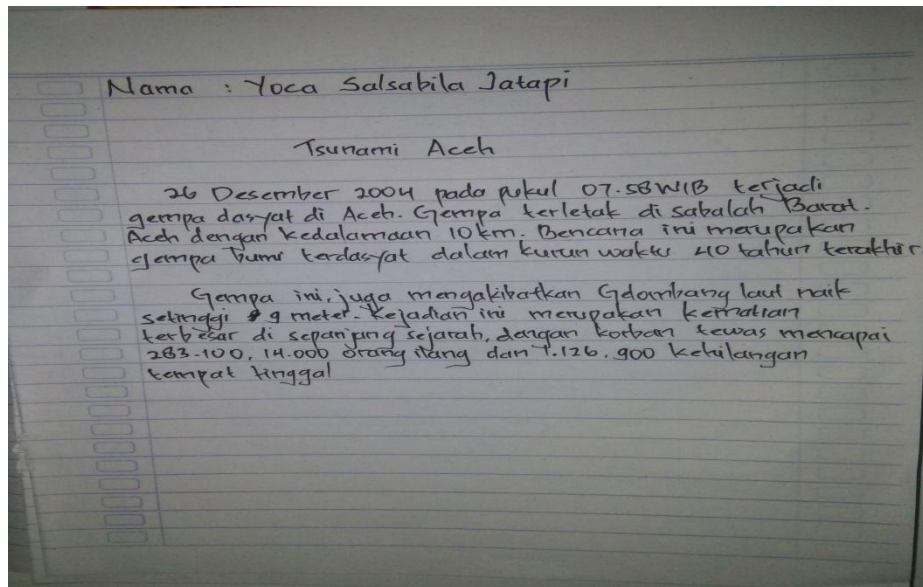 Nama : Yoca Salsabila Jatapi
Tsunami Aceh
26 Desember 2004 pada pukul 07.58 WIB terjadi
gempa dasyat di Aceh. Gempa terletak di sabalah Barat.
Aceh dengan kedalamaan 10 km. Bencana ini merupakan
gempa bumi terdasyat dalam kurun waktu 40 tahun terakhir
Gempa ini, juga mengakibatkan Gdombang laut naik
setinggi 9 meter. Kejadian ini merupakan kematian
terbesar di sepanjang sejarah, dengan korban tewas mencapai
283.100, 14.000 orang ilang dan 1.126.900 kehilangan
tempat tinggal